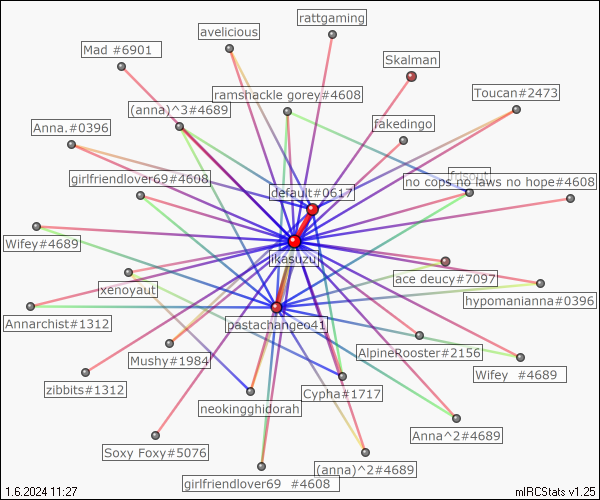 rattgaming
avelicious
Mad #6901
Skalman
ramshackle gorey#4608
Toucan#2473
(anna)^3#4689
Anna.#0396
fakedingo
girlfriendlover69#4608
no cops no laws no hope#4608
default#0617
Wifey#4689
ikasuzu
ace deucy#7097
xenoyaut
hypomanianna#0396
Annarchist#1312
pastachangeo41
Mushy#1984
AlpineRooster#2156
Wifey  #4689
zibbits#1312
Cypha#1717
neokingghidorah
Anna^2#4689
Soxy Foxy#5076
(anna)^2#4689
girlfriendlover69  #4608
1.6.2024 11:27
mIRCStats v1.25